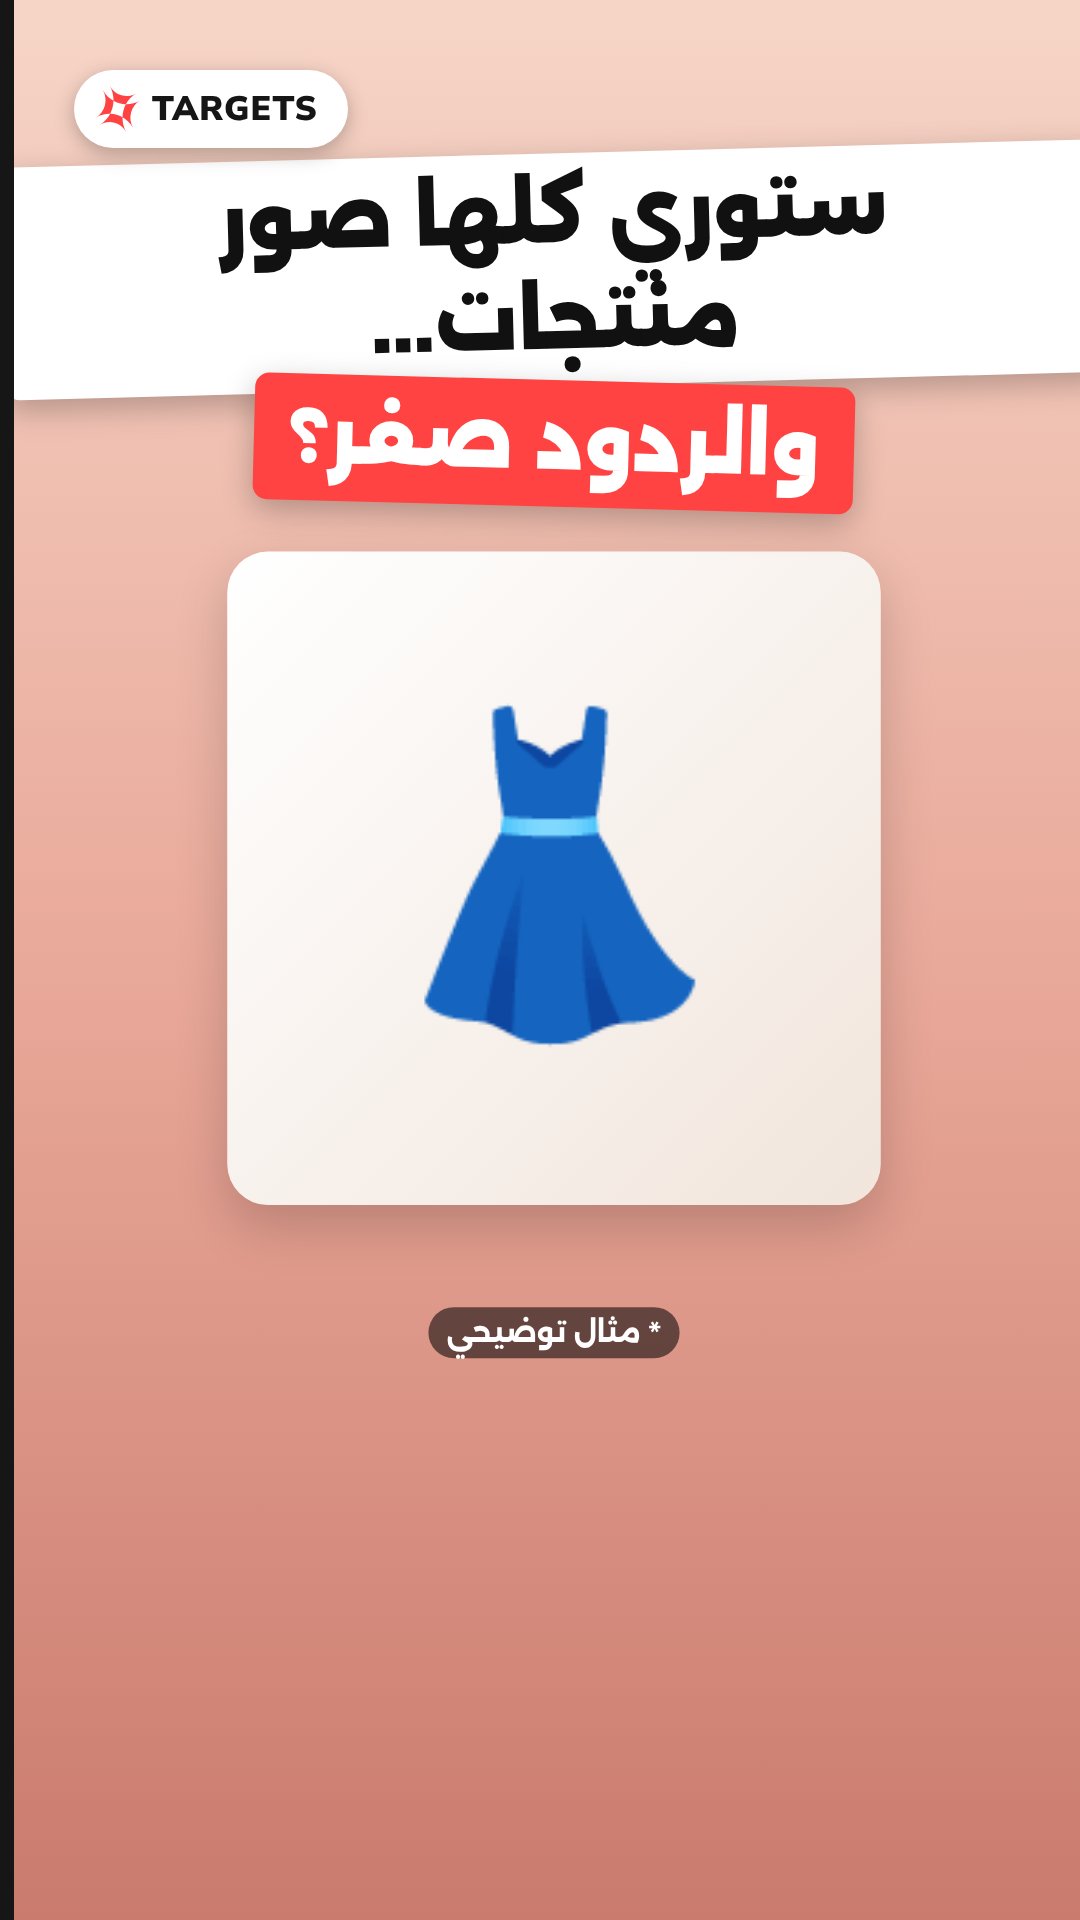 TARGETS
ستوري كلها صور
منتجات...
والردود صفر؟
* مثال توضيحي